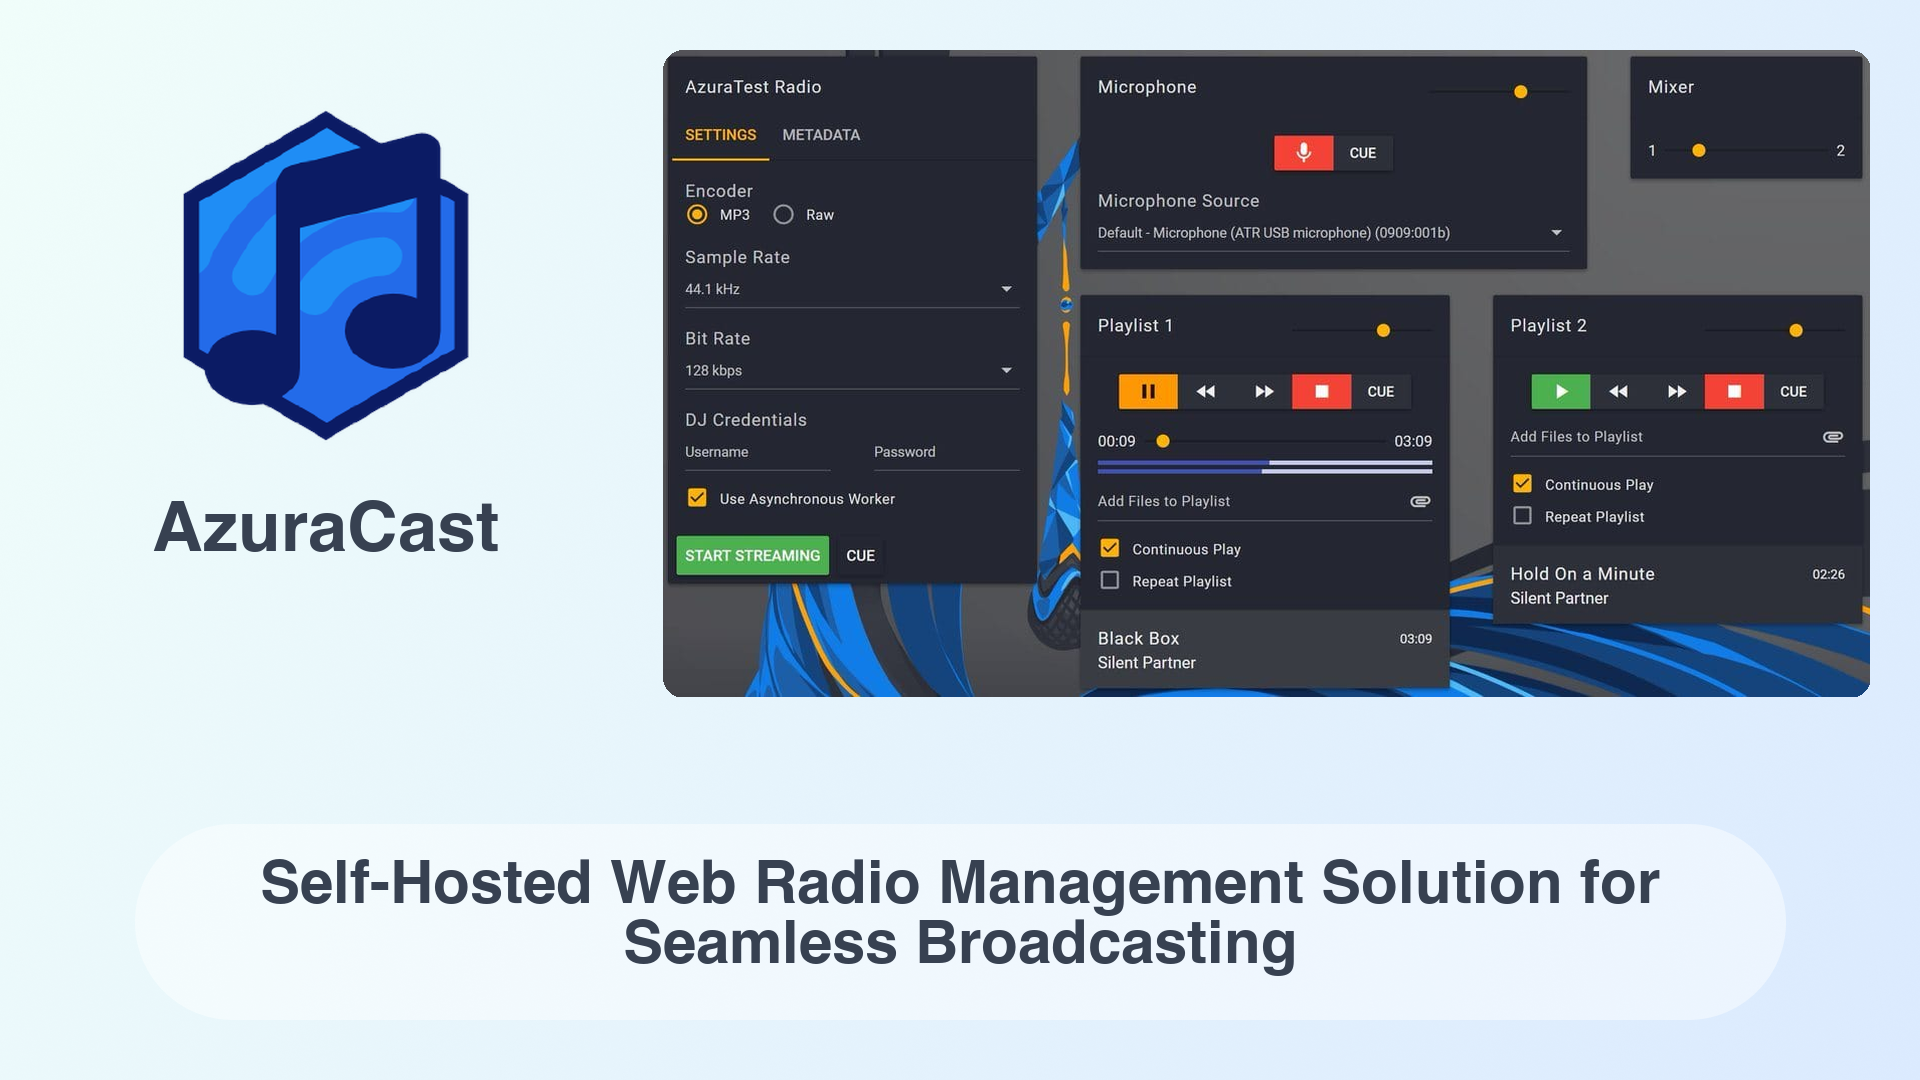 AzuraCast
AzuraTest Radio
SETTINGS METADATA
Encoder
MP3 Raw
Sample Rate
44.1 kHz
Bit Rate
128 kbps
DJ Credentials
Username Password
Use Asynchronous Worker
START STREAMING CUE
Microphone
CUE
Microphone Source
Default - Microphone (ATR USB microphone) (0909:001b)
Mixer
1 2
Playlist 1
CUE
00:09 03:09
Add Files to Playlist
Continuous Play
Repeat Playlist
Black Box 03:09
Silent Partner
Playlist 2
CUE
Add Files to Playlist
Continuous Play
Repeat Playlist
Hold On a Minute 02:26
Silent Partner
Self-Hosted Web Radio Management Solution for
Seamless Broadcasting